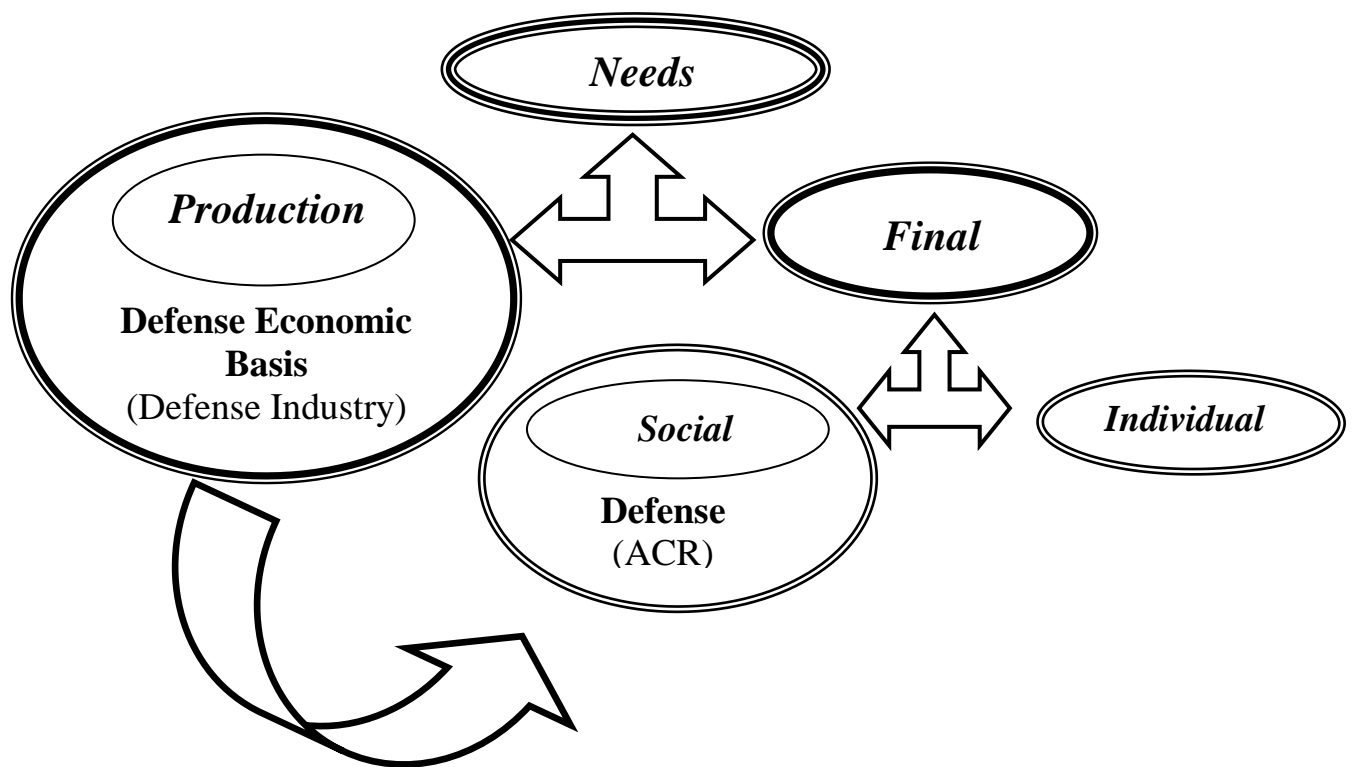 Needs
Production
Final
Defense Economic
Basis
(Defense Industry)
Social
Individual
Defense
(ACR)